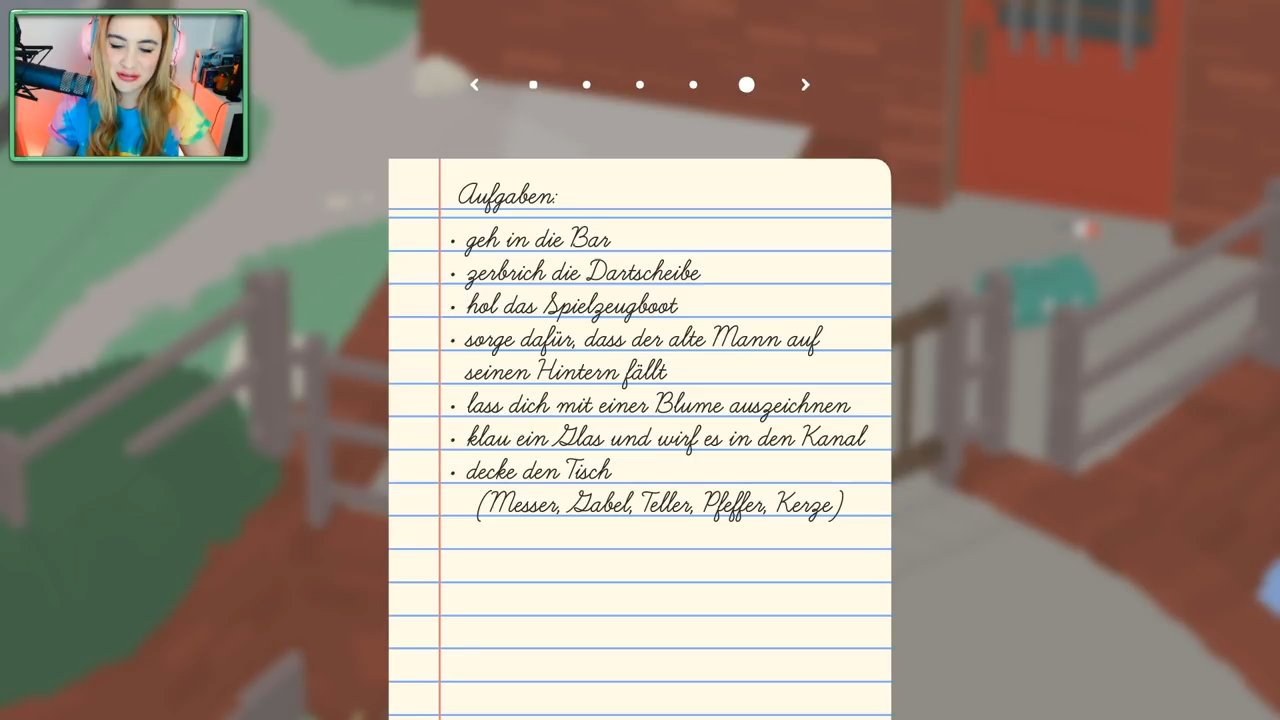 Aufgaben:
• geh in die Bar
• zerbrich die Dartscheibe
• hol das Spielzeugboot
• sorge dafür, dass der alte Mann auf
seinen Hintern fällt
• lass dich mit einer Blume auszeichnen
• klau ein Glas und wirf es in den Kanal
• decke den Tisch
(Messer, Gabel, Teller, Pfeffer, Kerze)